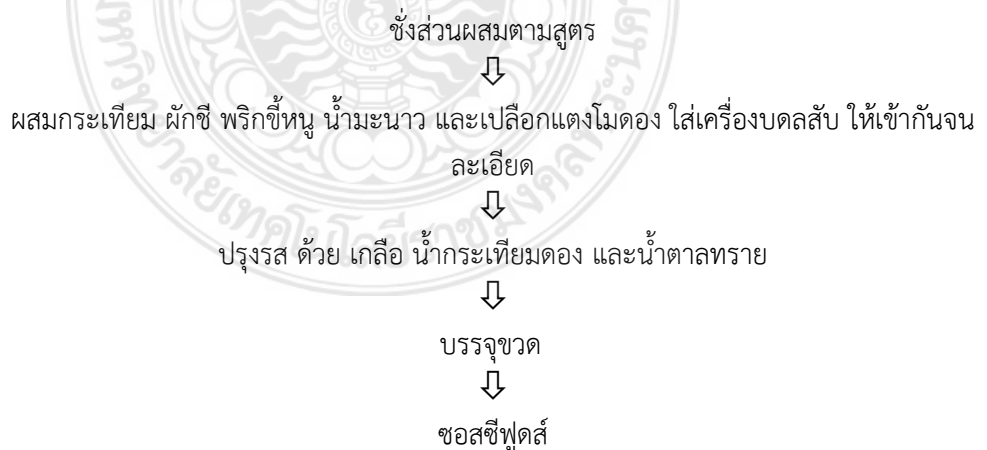 ชั่งส่วนผสมตามสูตร
ผสมกระเทียม ผักชี พริกขี้หนู น้ำมะนาว และเปลือกแตงโมดอง ใส่เครื่องบดลสับ ให้เข้ากันจน
ละเอียด
ปรุงรส ด้วย เกลือ น้ำกระเทียมดอง และน้ำตาลทราย
บรรจุขวด
ซอสซีฟูดส์